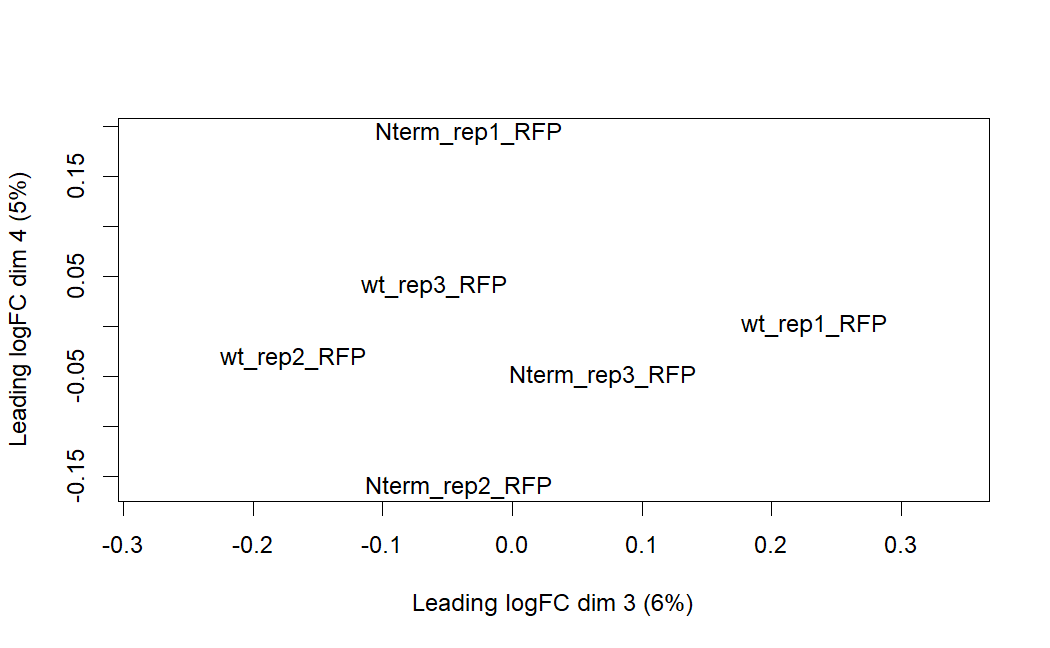 Nterm_rep1_RFP
wt_rep3_RFP
wt_rep1_RFP
wt_rep2_RFP
Nterm_rep3_RFP
Nterm_rep2_RFP
Leading logFC dim 4 (5%)
0.15
0.05
-0.05
-0.15
-0.3 -0.2 -0.1 0.0 0.1 0.2 0.3
Leading logFC dim 3 (6%)